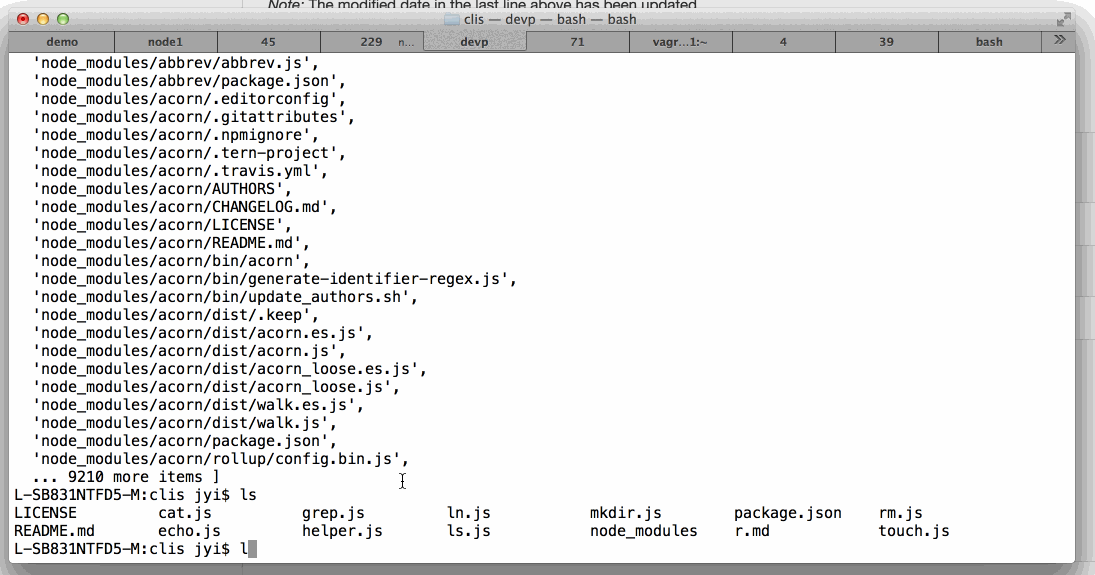 Note: The modified date in the last line above has been updated
clis — devp — bash — bash
demo node1 45 229 n... devp 71 vagr...1:~ 4 39 bash »
'node_modules/abbrev/abbrev.js',
'node_modules/abbrev/package.json',
'node_modules/acorn/.editorconfig',
'node_modules/acorn/.gitattributes',
'node_modules/acorn/.npmignore',
'node_modules/acorn/.tern-project',
'node_modules/acorn/.travis.yml',
'node_modules/acorn/AUTHORS',
'node_modules/acorn/CHANGELOG.md',
'node_modules/acorn/LICENSE',
'node_modules/acorn/README.md',
'node_modules/acorn/bin/acorn',
'node_modules/acorn/bin/generate-identifier-regex.js',
'node_modules/acorn/bin/update_authors.sh',
'node_modules/acorn/dist/.keep',
'node_modules/acorn/dist/acorn.es.js',
'node_modules/acorn/dist/acorn.js',
'node_modules/acorn/dist/acorn_loose.es.js',
'node_modules/acorn/dist/acorn_loose.js',
'node_modules/acorn/dist/walk.es.js',
'node_modules/acorn/dist/walk.js',
'node_modules/acorn/package.json',
'node_modules/acorn/rollup/config.bin.js',
... 9210 more items ]
L-SB831NTFD5-M:clis jyi$ ls
LICENSE cat.js grep.js ln.js mkdir.js package.json rm.js
README.md echo.js helper.js ls.js node_modules r.md touch.js
L-SB831NTFD5-M:clis jyi$ l